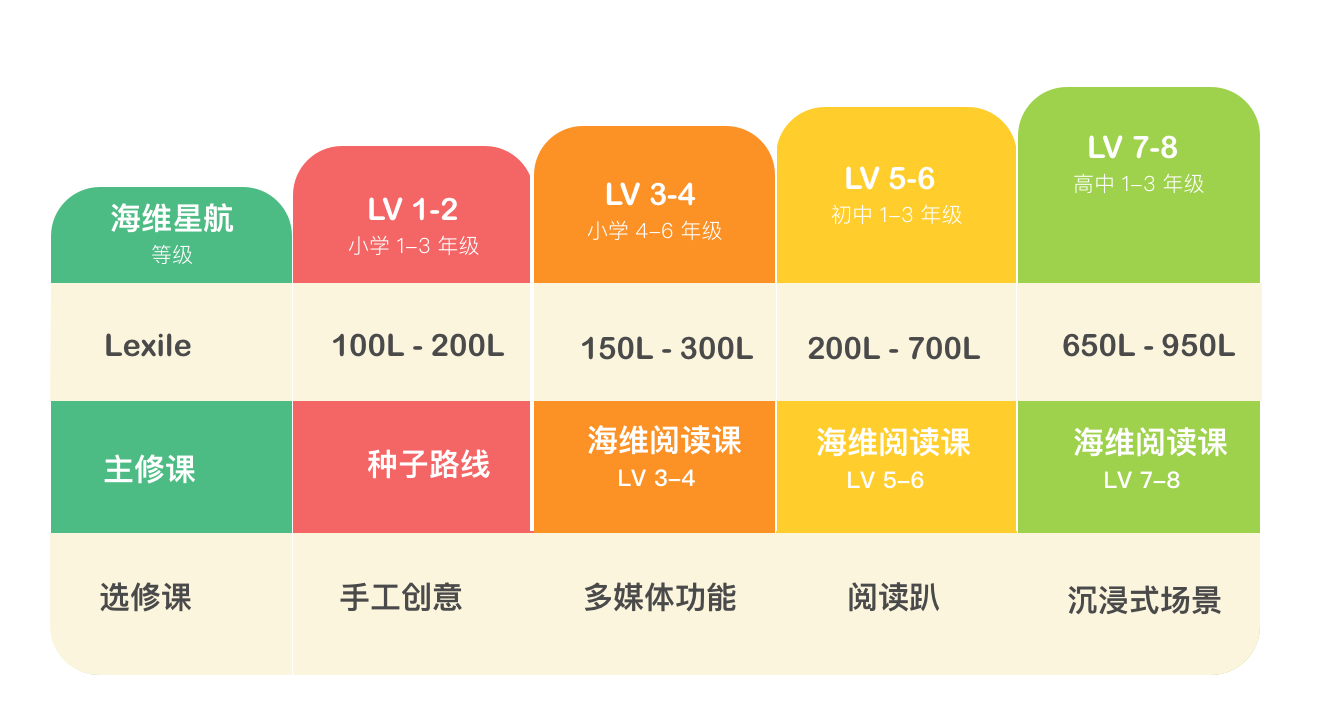 海维星航
等级
LV 1-2
小学 1–3 年级
LV 3-4
小学 4–6 年级
LV 5-6
初中 1–3 年级
LV 7-8
高中 1–3 年级
Lexile
100L - 200L
150L - 300L
200L - 700L
650L - 950L
主修课
种子路线
海维阅读课
LV 3–4
海维阅读课
LV 5–6
海维阅读课
LV 7–8
选修课
手工创意
多媒体功能
阅读趴
沉浸式场景